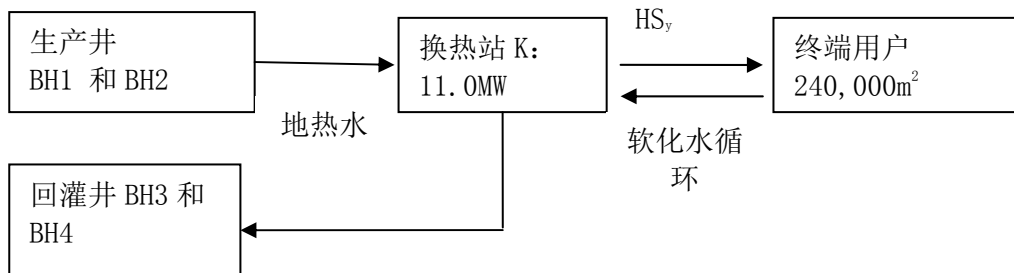 生产井
BH1 和 BH2
换热站 K：
11.0MW
HSy
终端用户
240,000m²
地热水
软化水循
环
回灌井 BH3 和
BH4